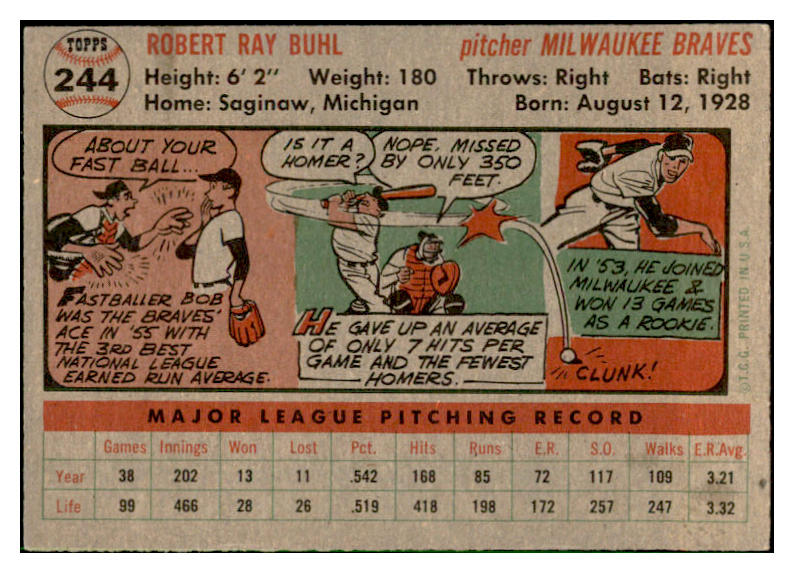 TOPPS
244
ROBERT RAY BUHL
pitcher MILWAUKEE BRAVES
Height: 6' 2" Weight: 180 Throws: Right Bats: Right
Home: Saginaw, Michigan Born: August 12, 1928
ABOUT YOUR
FAST BALL...
IS IT A
HOMER?
NOPE. MISSED
BY ONLY 350
FEET.
FASTBALLER BOB
WAS THE BRAVES'
ACE IN '55 WITH
THE 3RD BEST
NATIONAL LEAGUE
EARNED RUN AVERAGE.
HE GAVE UP AN AVERAGE
OF ONLY 7 HITS PER
GAME AND THE FEWEST
HOMERS.
IN '53, HE JOINED
MILWAUKEE &
WON 13 GAMES
AS A ROOKIE.
CLUNK!
©T.C.G. PRINTED IN U.S.A.
MAJOR LEAGUE PITCHING RECORD
Games Innings Won Lost Pct. Hits Runs E.R. S.O. Walks E.R.Avg.
Year 38 202 13 11 .542 168 85 72 117 109 3.21
Life 99 466 28 26 .519 418 198 172 257 247 3.32